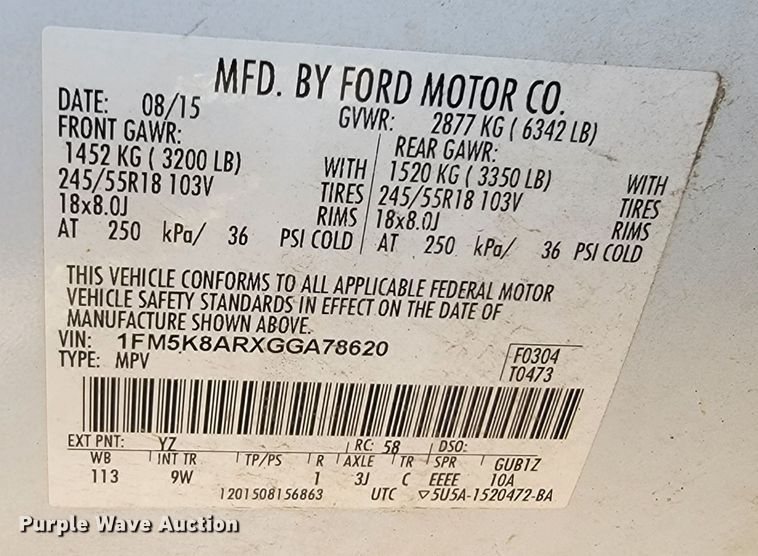 MFD. BY FORD MOTOR CO.
DATE: 08/15 GVWR: 2877 KG ( 6342 LB)
FRONT GAWR: REAR GAWR:
1452 KG ( 3200 LB) WITH 1520 KG ( 3350 LB) WITH
245/55R18 103V TIRES 245/55R18 103V TIRES
18x8.0J RIMS 18x8.0J RIMS
AT 250 kPa/ 36 PSI COLD AT 250 kPa/ 36 PSI COLD
THIS VEHICLE CONFORMS TO ALL APPLICABLE FEDERAL MOTOR
VEHICLE SAFETY STANDARDS IN EFFECT ON THE DATE OF
MANUFACTURE SHOWN ABOVE.
VIN: 1FM5K8ARXGGA78620
TYPE: MPV
F0304
T0473
EXT PNT: YZ RC: 58 DSO:
WB INT TR TP/PS R AXLE TR SPR GUB1Z
113 9W 1 3J C EEEE 10A
1201508156863 UTC ▽5U5A-1520472-BA
Purple Wave Auction